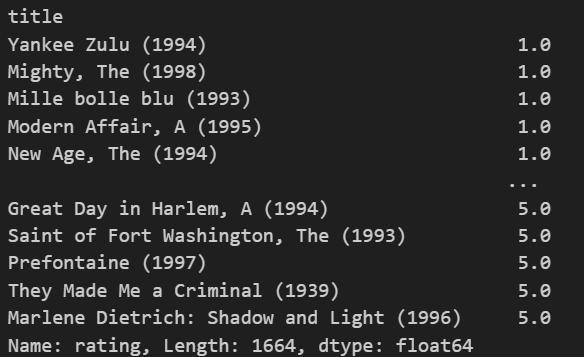 title
Yankee Zulu (1994) 1.0
Mighty, The (1998) 1.0
Mille bolle blu (1993) 1.0
Modern Affair, A (1995) 1.0
New Age, The (1994) 1.0
...
Great Day in Harlem, A (1994) 5.0
Saint of Fort Washington, The (1993) 5.0
Prefontaine (1997) 5.0
They Made Me a Criminal (1939) 5.0
Marlene Dietrich: Shadow and Light (1996) 5.0
Name: rating, Length: 1664, dtype: float64